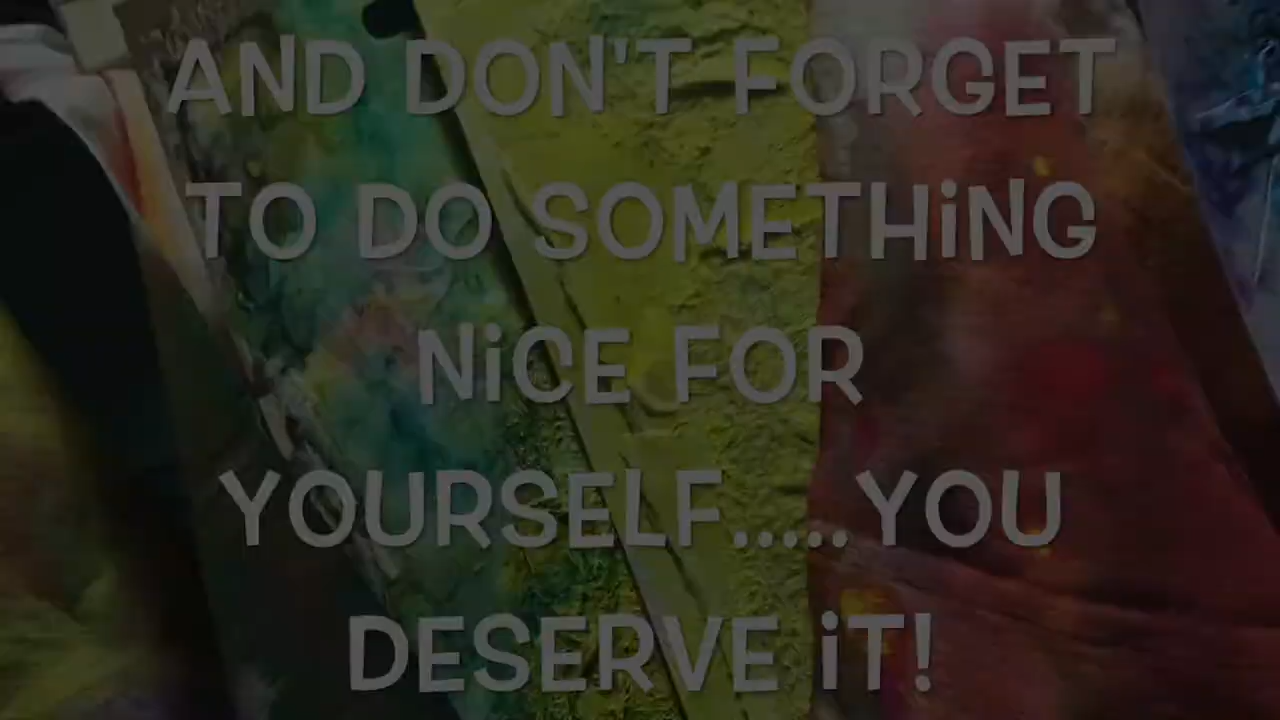 AND DON'T FORGET
TO DO SOMETHiNG
NiCE FOR
YOURSELF.....YOU
DESERVE iT!